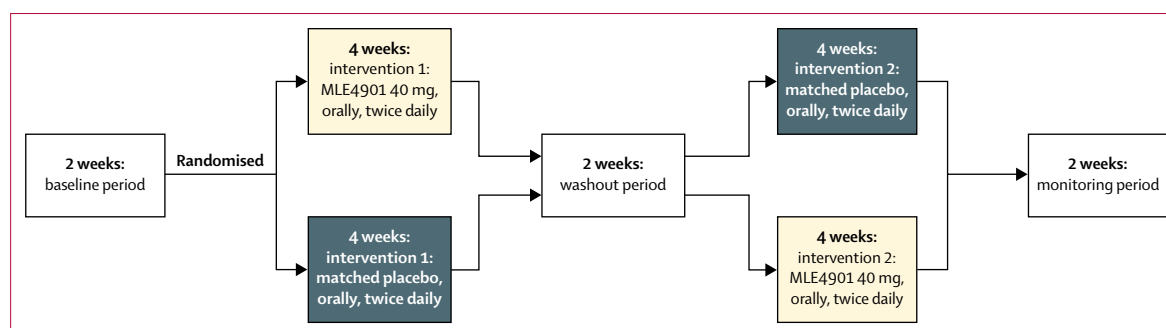 2 weeks:
baseline period
Randomised
4 weeks:
intervention 1:
MLE4901 40 mg,
orally, twice daily
4 weeks:
intervention 1:
matched placebo,
orally, twice daily
2 weeks:
washout period
4 weeks:
intervention 2:
matched placebo,
orally, twice daily
4 weeks:
intervention 2:
MLE4901 40 mg,
orally, twice daily
2 weeks:
monitoring period